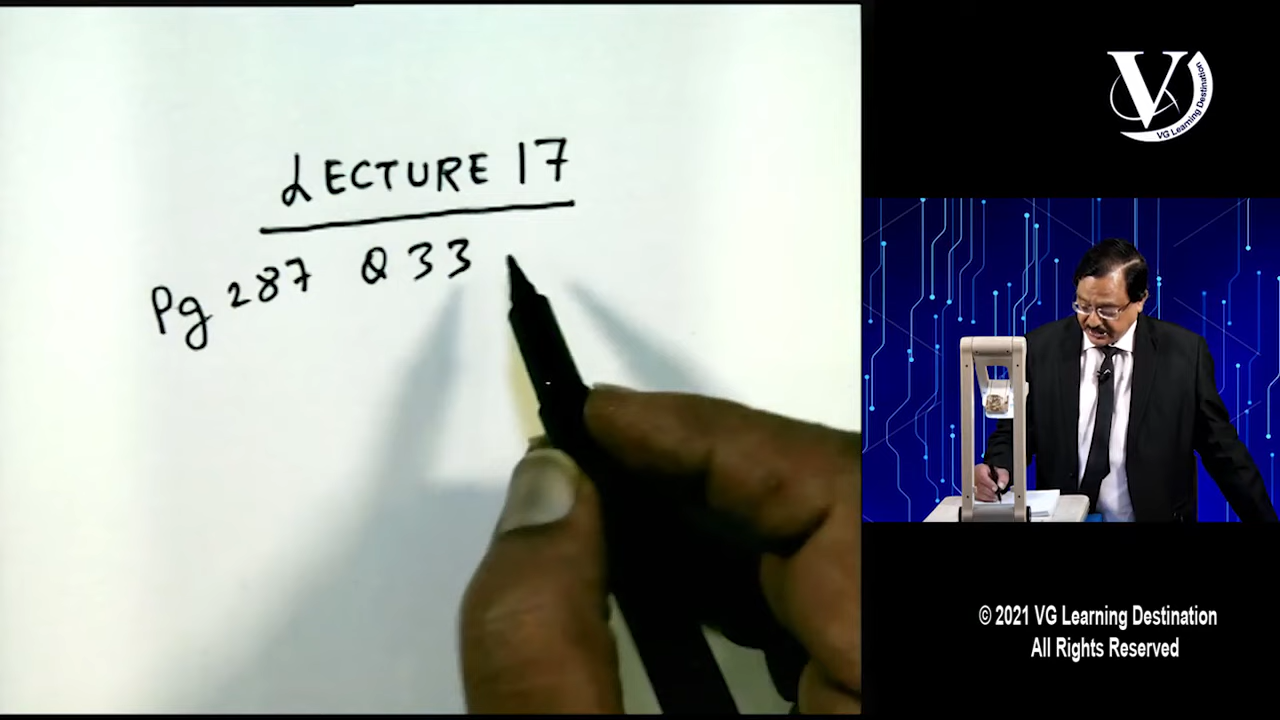 LECTURE 17
Pg 287 Q 33
V
VG Learning Destination
© 2021 VG Learning Destination
All Rights Reserved